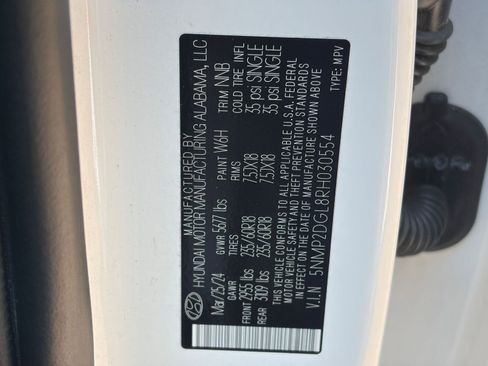 MANUFACTURED BY
HYUNDAI MOTOR MANUFACTURING ALABAMA, LLC
Mar/25/24 GVWR 5617 lbs PAINT W6H TRIM NNB
GAWR TIRES RIMS COLD TIRE INFL
FRONT 2955 lbs 235/60R18 7.5JX18 35 psi SINGLE
REAR 3109 lbs 235/60R18 7.5JX18 35 psi SINGLE
THIS VEHICLE CONFORMS TO ALL APPLICABLE U.S.A. FEDERAL
MOTOR VEHICLE SAFETY AND THEFT PREVENTION STANDARDS
IN EFFECT ON THE DATE OF MANUFACTURE SHOWN ABOVE
V.I.N 5NMP2DGL8RH030554 TYPE: MPV